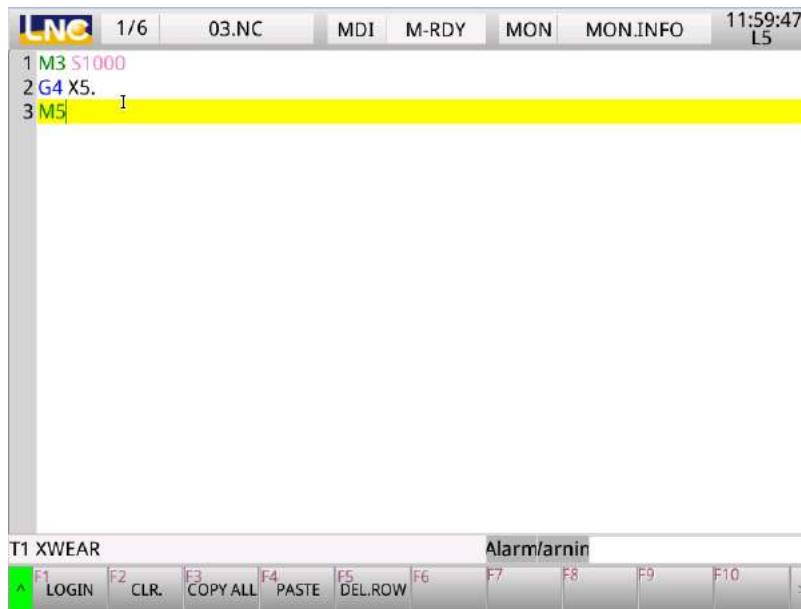 LNC 1/6 03.NC MDI M-RDY MON MON.INFO 11:59:47
L5
1 M3 S1000
2 G4 X5.
3 M5
T1 XWEAR Alarm/arnin
^ F1 LOGIN F2 CLR. F3 COPY ALL F4 PASTE F5 DEL.ROW F6 F7 F8 F9 F10